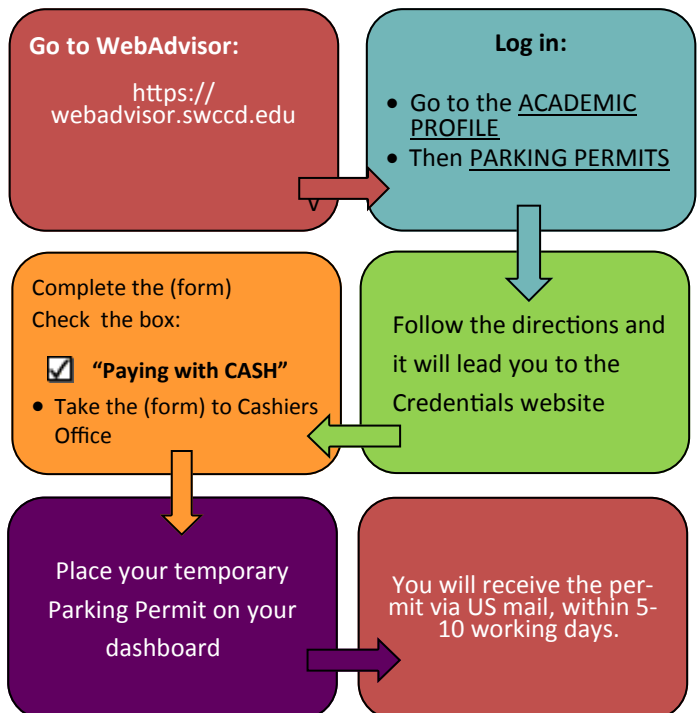 Go to WebAdvisor:
https://
webadvisor.swccd.edu
V
Log in:
• Go to the ACADEMIC
PROFILE
• Then PARKING PERMITS
Follow the directions and
it will lead you to the
Credentials website
Complete the (form)
Check the box:
☑ “Paying with CASH”
• Take the (form) to Cashiers
Office
Place your temporary
Parking Permit on your
dashboard
You will receive the per-
mit via US mail, within 5-
10 working days.